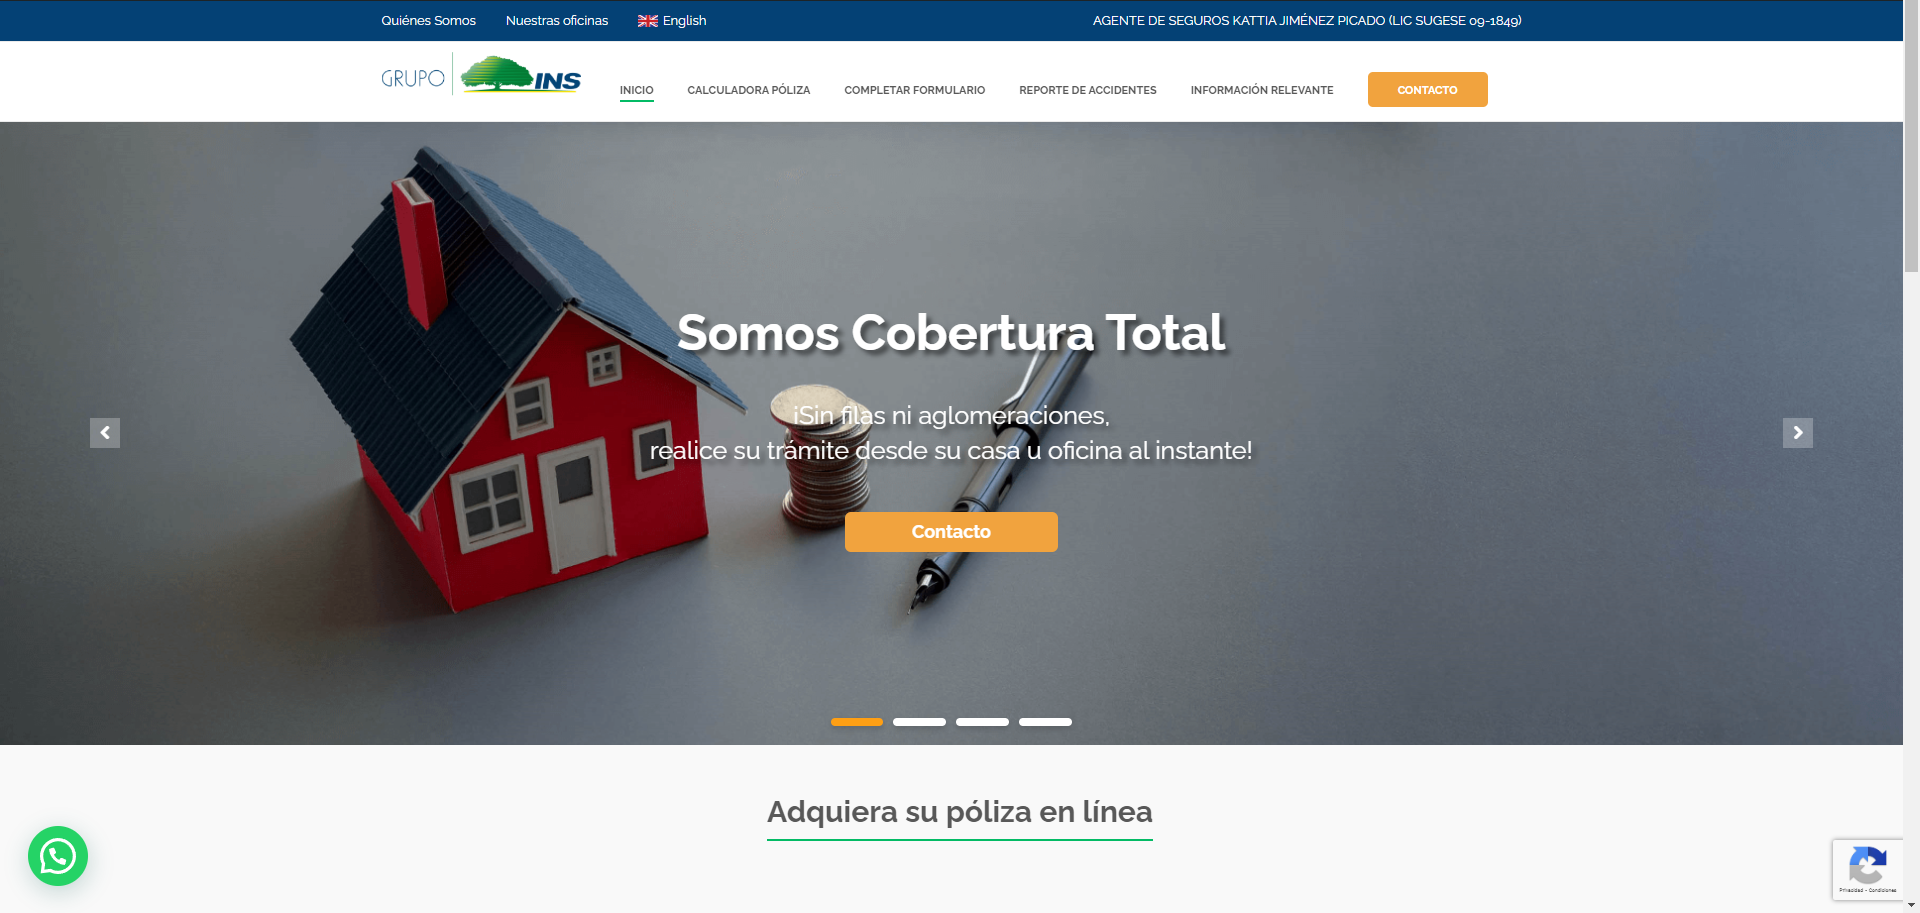 Quiénes Somos
Nuestras oficinas
English
AGENTE DE SEGUROS KATTIA JIMÉNEZ PICADO (LIC SUGESE 09-1849)
GRUPO INS
INICIO
CALCULADORA PÓLIZA
COMPLETAR FORMULARIO
REPORTE DE ACCIDENTES
INFORMACIÓN RELEVANTE
CONTACTO
Somos Cobertura Total
¡Sin filas ni aglomeraciones,
realice su trámite desde su casa u oficina al instante!
Contacto
Adquiera su póliza en línea
Privacidad - Condiciones